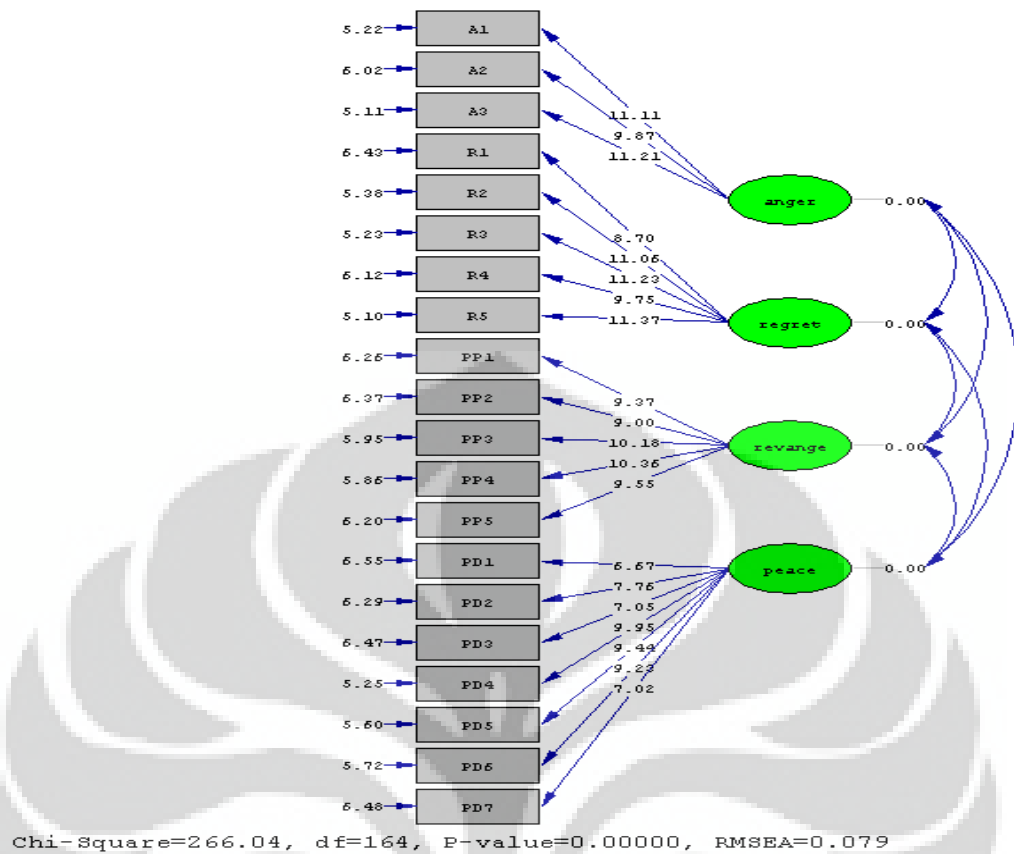 5.22 A1
6.02 A2
5.11 A3
6.43 R1
5.38 R2
5.23 R3
6.12 R4
5.10 R5
6.26 PP1
6.37 PP2
5.95 PP3
5.86 PP4
6.20 PP5
6.55 PD1
6.29 PD2
6.47 PD3
5.25 PD4
5.60 PD5
5.72 PD6
6.48 PD7
11.11
9.87
11.21
8.70
11.06
11.23
9.75
11.37
9.37
9.00
10.18
10.36
9.55
6.67
7.76
7.05
9.95
9.44
9.23
7.02
anger 0.00
regret 0.00
revange 0.00
peace 0.00
Chi-Square=266.04, df=164, P-value=0.00000, RMSEA=0.079